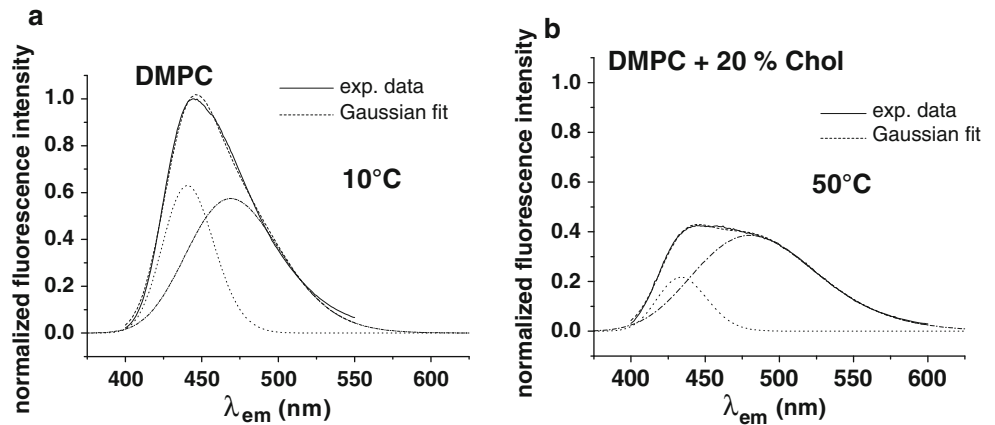 a
normalized fluorescence intensity
DMPC
exp. data
Gaussian fit
10°C
1.0
0.8
0.6
0.4
0.2
0.0
400 450 500 550 600
λem (nm)
b
normalized fluorescence intensity
DMPC + 20 % Chol
exp. data
Gaussian fit
50°C
1.0
0.8
0.6
0.4
0.2
0.0
400 450 500 550 600
λem (nm)